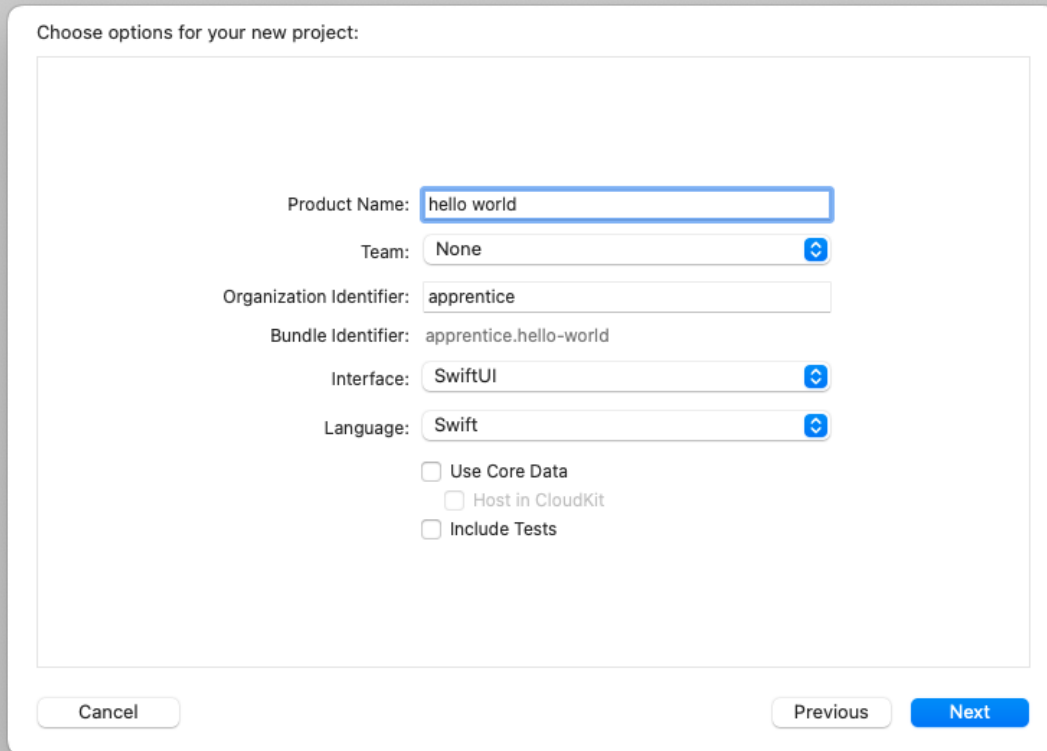 Choose options for your new project:
Product Name: hello world
Team: None
Organization Identifier: apprentice
Bundle Identifier: apprentice.hello-world
Interface: SwiftUI
Language: Swift
Use Core Data
Host in CloudKit
Include Tests
Cancel Previous Next